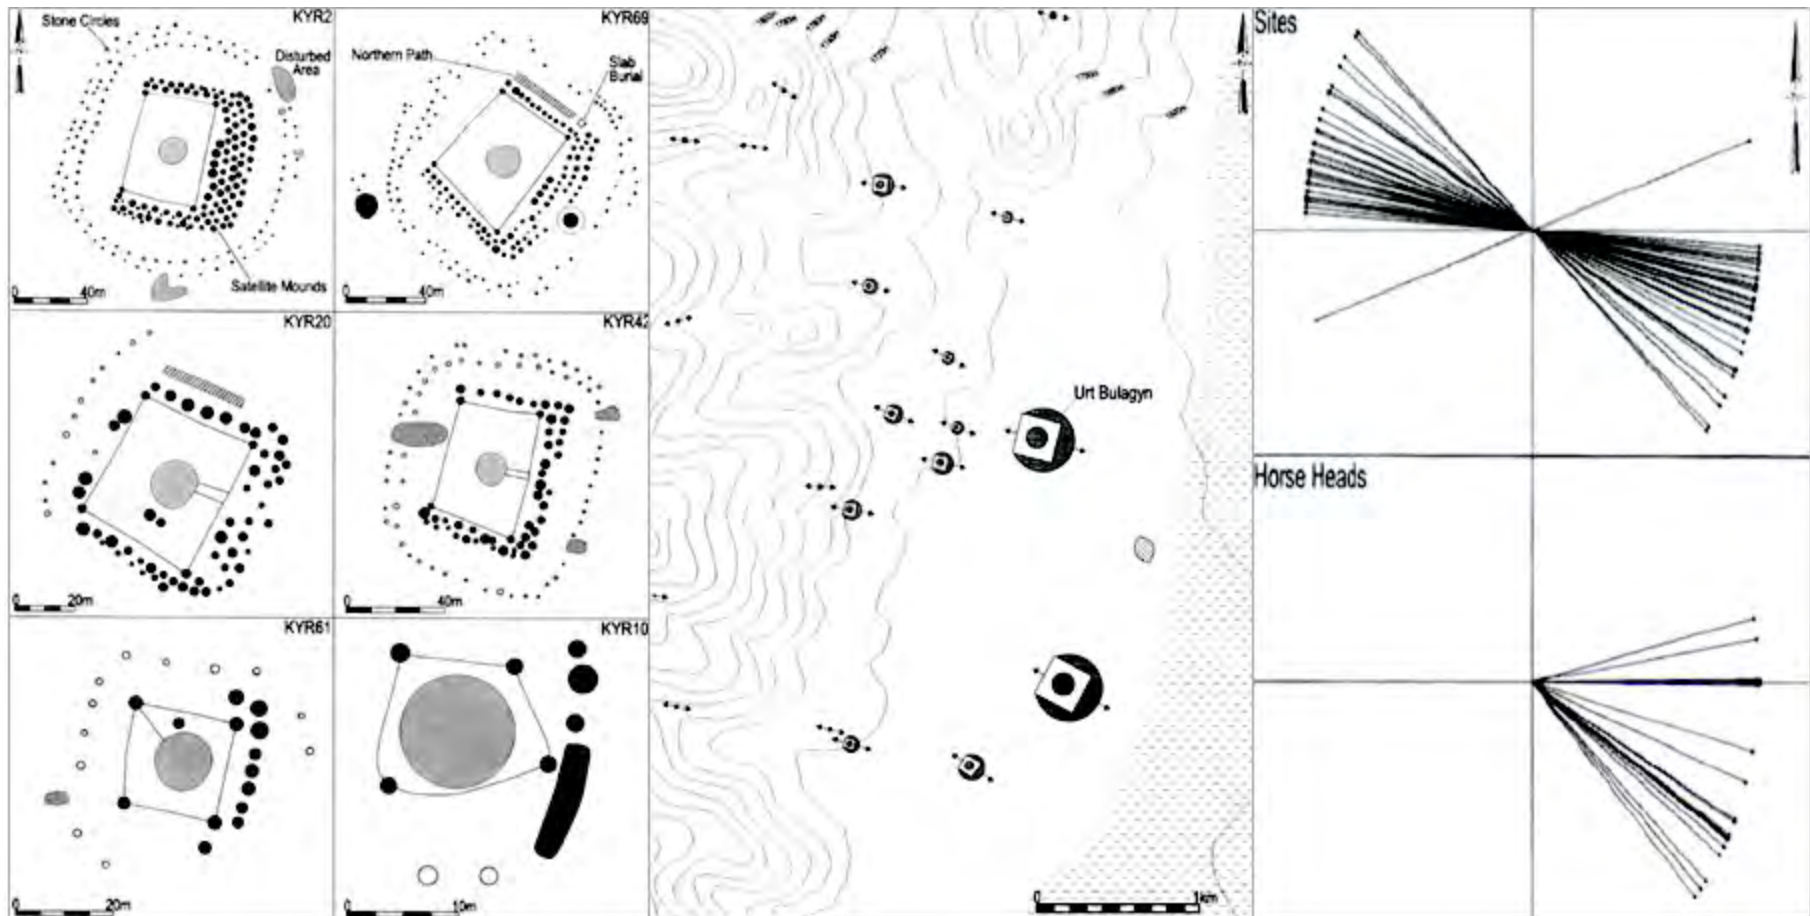 KYR2
Stone Circles
Disturbed
Area
Satellite Mounds
0 40m
KYR69
Northern Path
Slab
Burial
0 40m
KYR20
0 20m
KYR42
0 40m
KYR61
0 20m
KYR10
0 10m
Urt Bulagyn
0 1km
Sites
Horse Heads